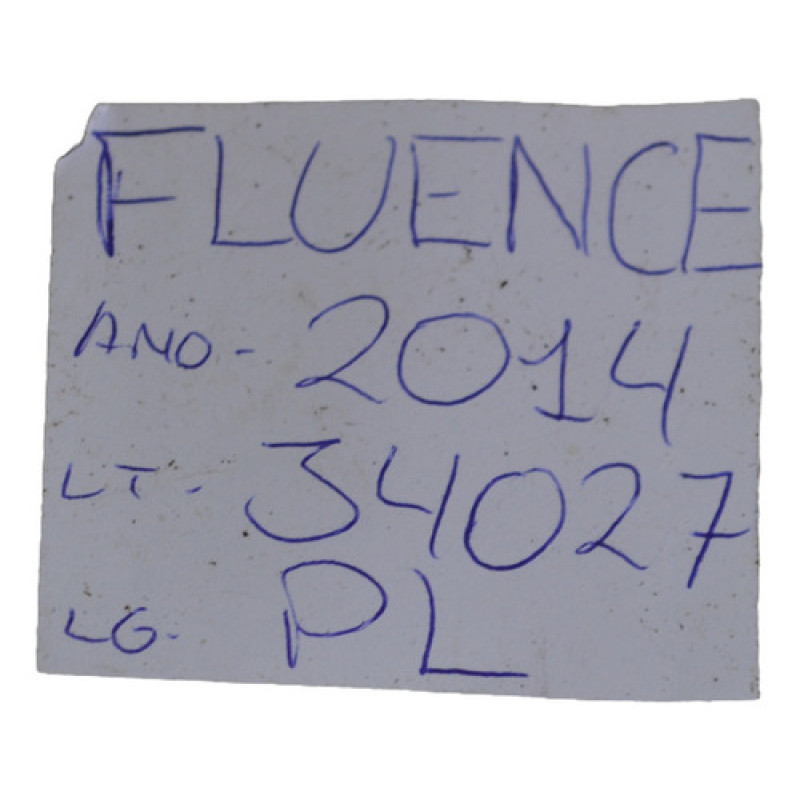 FLUENCE
ANO- 2014
LT- 34027
LG- PL